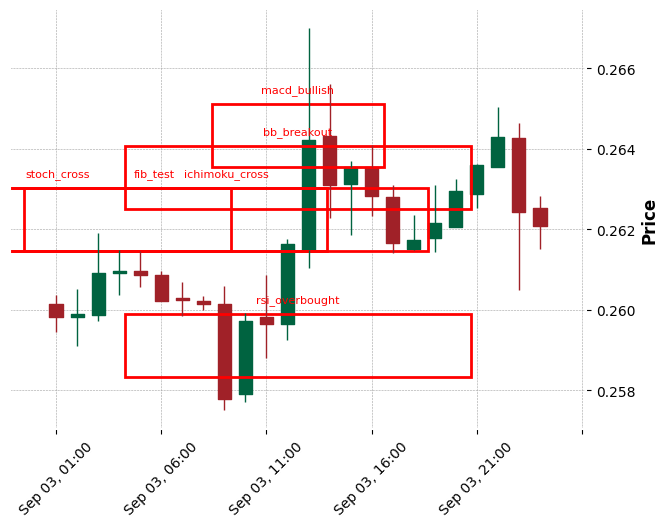 macd_bullish
0.266
bb_breakout
0.264
stoch_cross
fib_test
ichimoku_cross
0.262
Price
rsi_overbought
0.260
0.258
Sep 03, 01:00
Sep 03, 06:00
Sep 03, 11:00
Sep 03, 16:00
Sep 03, 21:00